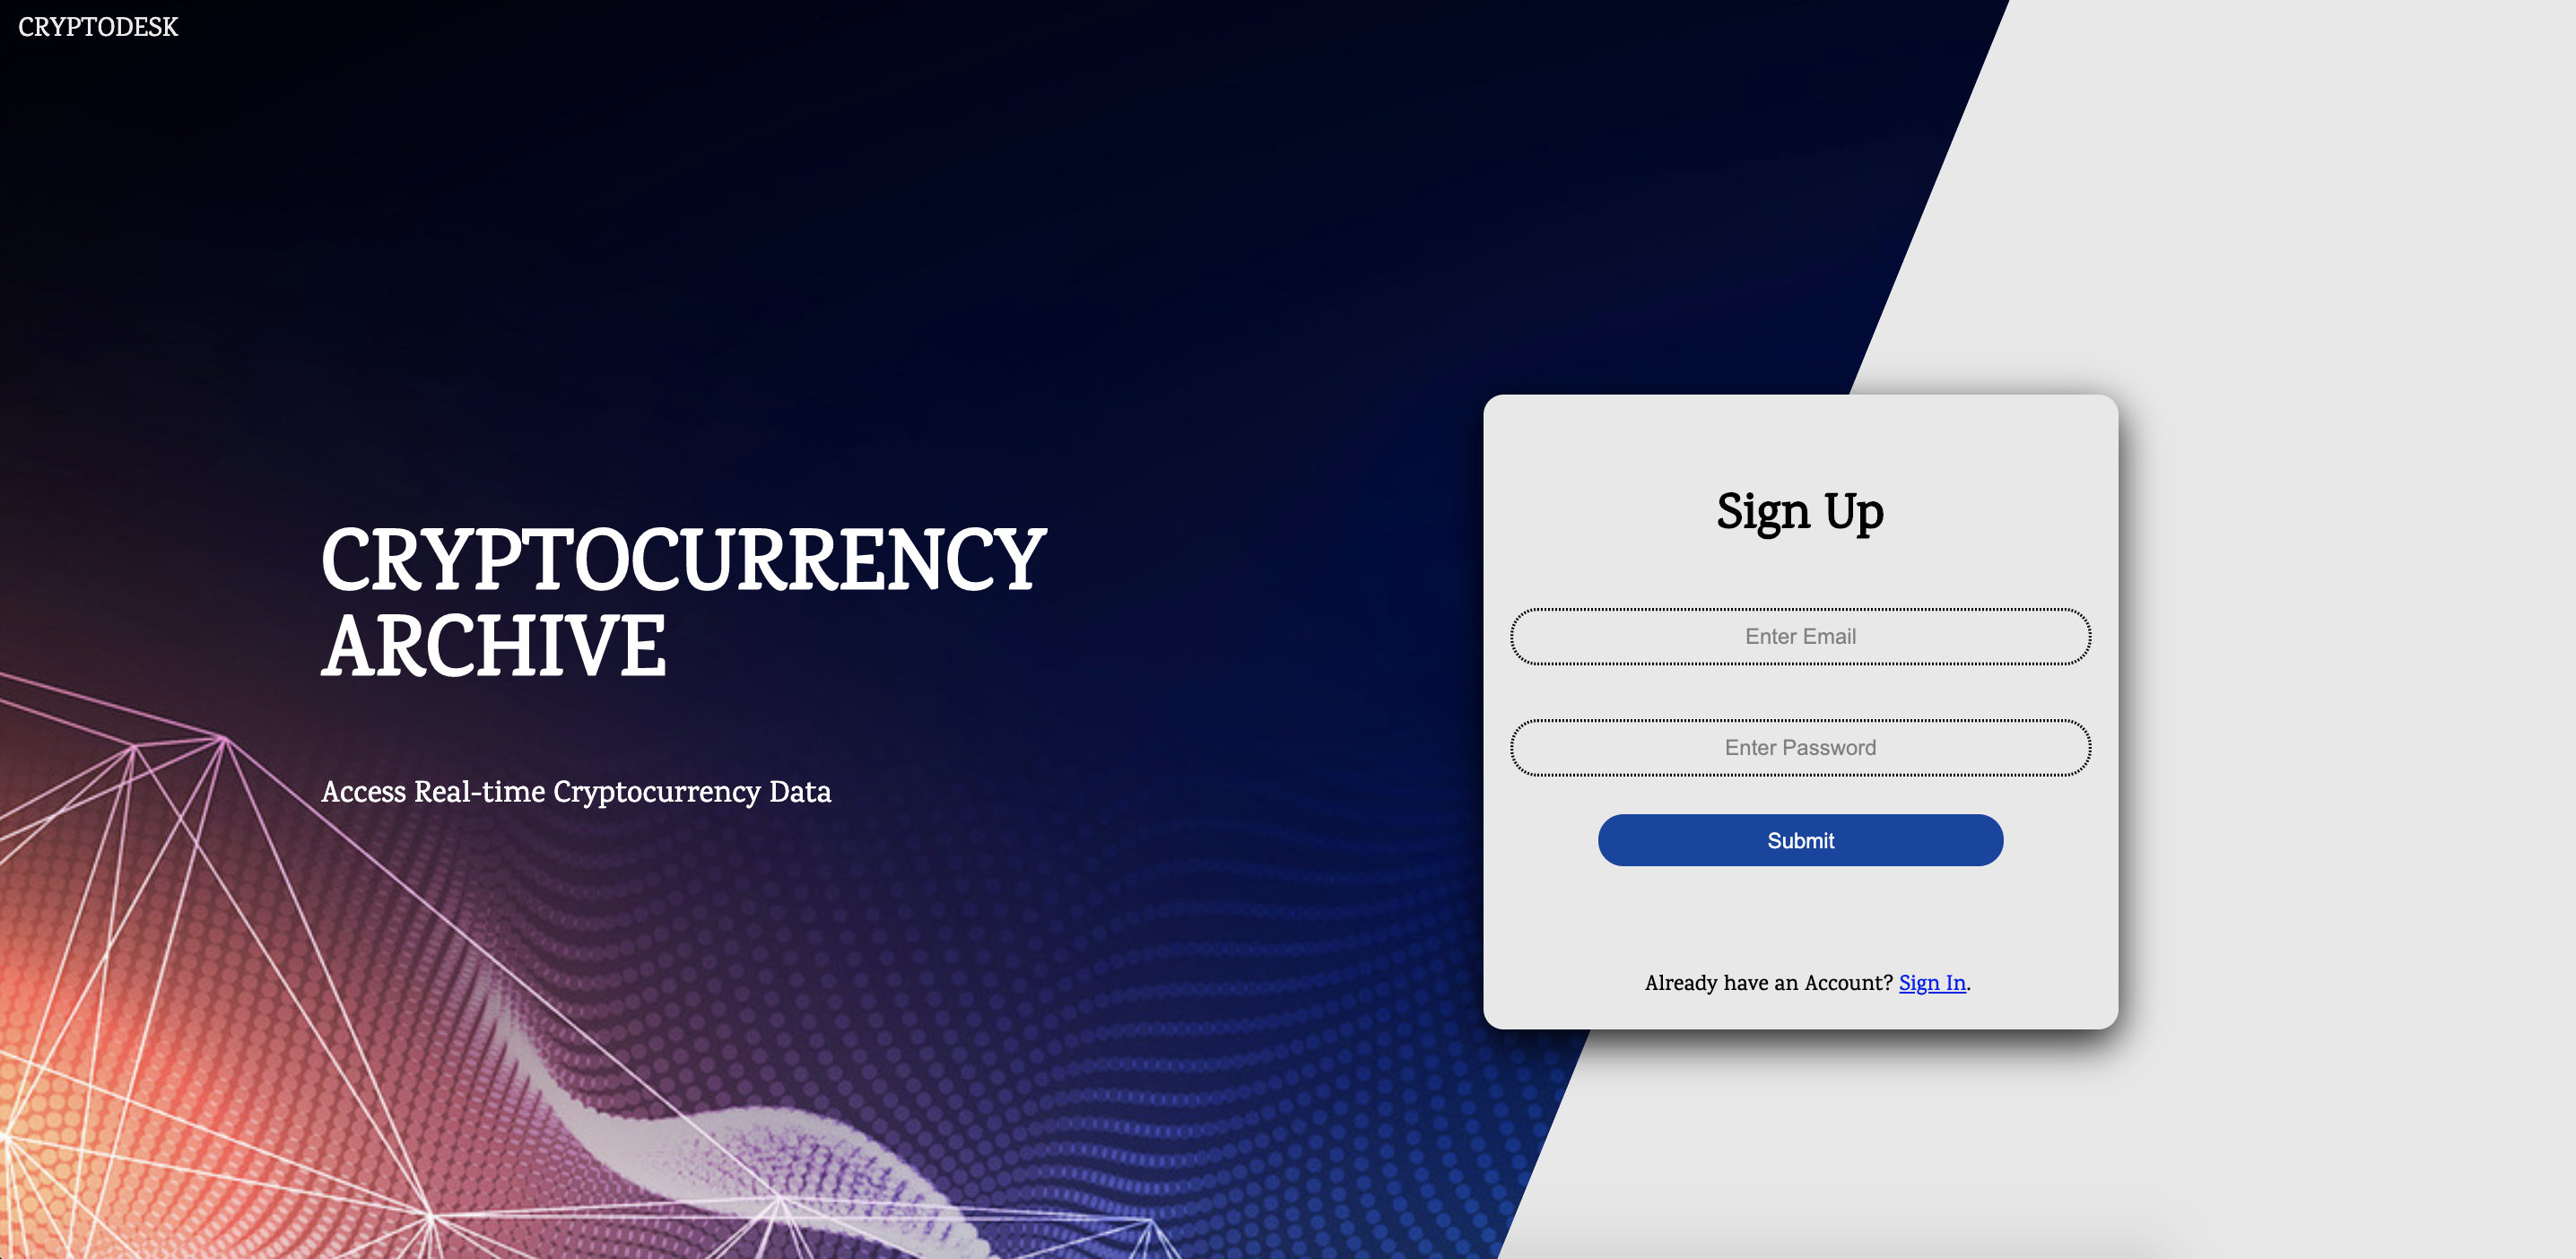 CRYPTODESK
CRYPTOCURRENCY
ARCHIVE
Access Real-time Cryptocurrency Data
Sign Up
Enter Email
Enter Password
Submit
Already have an Account? Sign In.